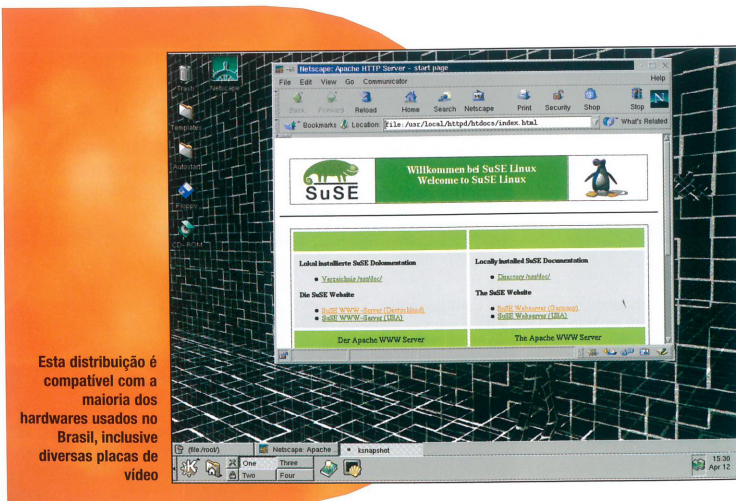 Netscape: Apache HTTP Server - start page
File Edit View Go Communicator Help
Back Forward Reload Home Search Netscape Print Security Shop Stop
Bookmarks Location: file:/usr/local/httpd/htdocs/index.html What's Related
Trash
Netscape
Templates
Autostart
Floppy
CD-ROM
SuSE
Willkommen bei SuSE Linux
Welcome to SuSE Linux
Lokal installierte SuSE Dokumentation
Verzeichnis /usr/doc/
Die SuSE Website
SuSE WWW-Server (Deutschland)
SuSE WWW-Server (USA)
Der Apache WWW Server
Locally installed SuSE Documentation
Directory /usr/doc/
The SuSE Website
SuSE Webserver (Germany)
SuSE Webserver (USA)
The Apache WWW Server
Esta distribuição é
compatível com a
maioria dos
hardwares usados no
Brasil, inclusive
diversas placas de
vídeo
(file:/root/) Netscape: Apache ... ksnapshot
One Three
Two Four
15:30
Apr 12